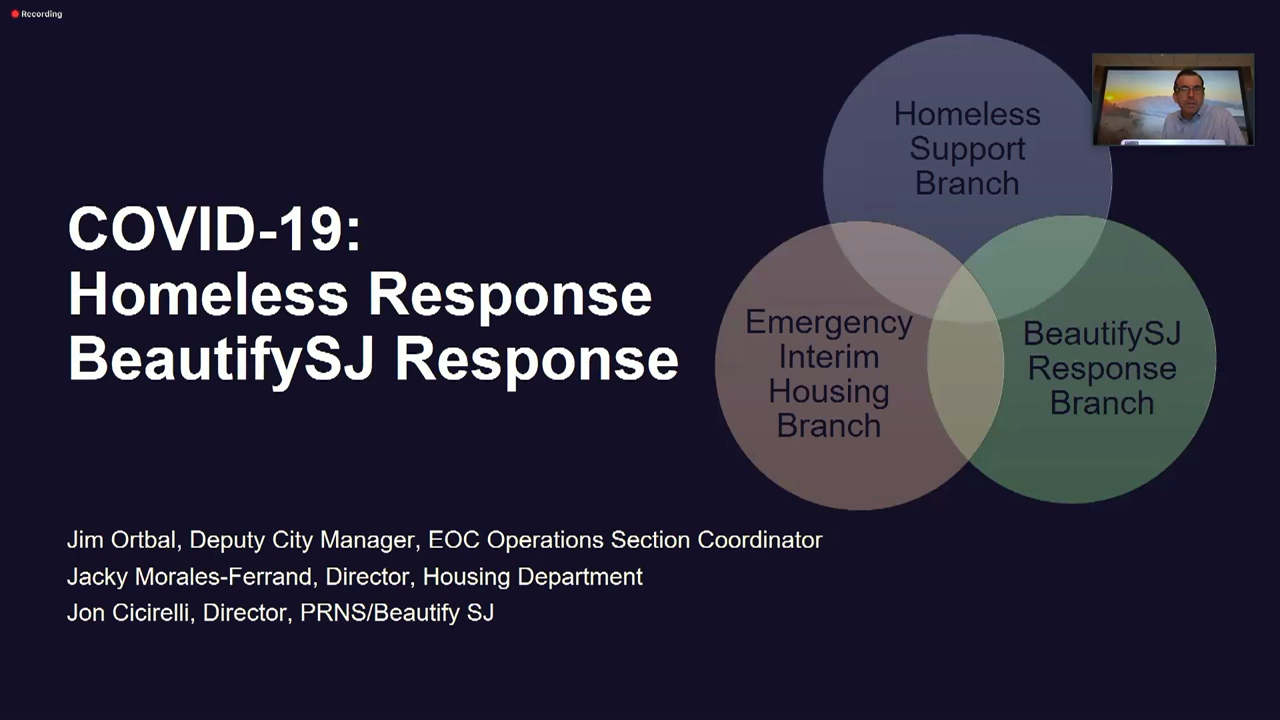 Recording
COVID-19:
Homeless Response
BeautifySJ Response
Homeless
Support
Branch
Emergency
Interim
Housing
Branch
BeautifySJ
Response
Branch
Jim Ortbal, Deputy City Manager, EOC Operations Section Coordinator
Jacky Morales-Ferrand, Director, Housing Department
Jon Cicirelli, Director, PRNS/Beautify SJ